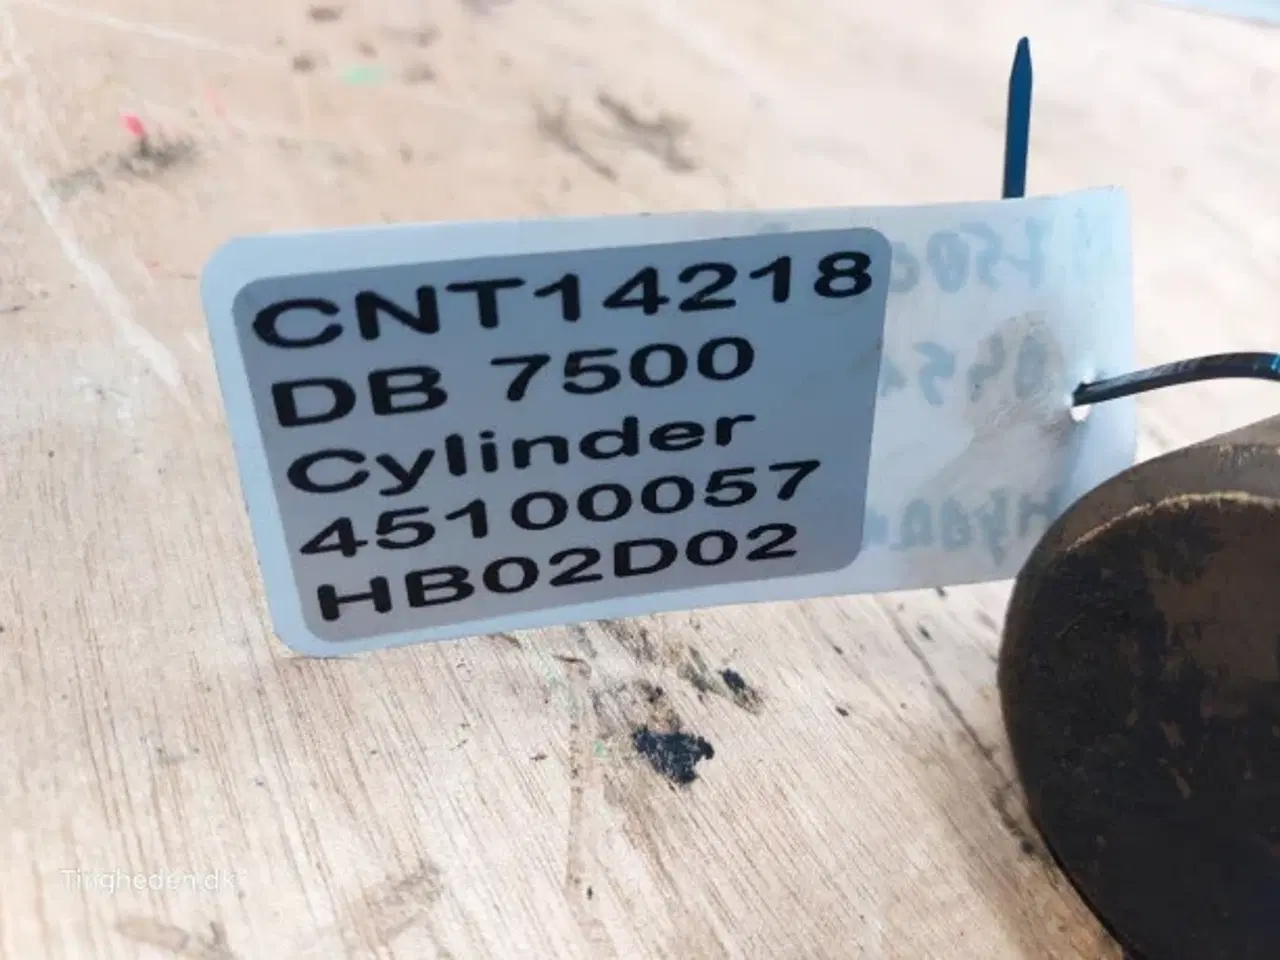 CNT14218
DB 7500
Cylinder
45100057
HB02D02
Tingheden.dk